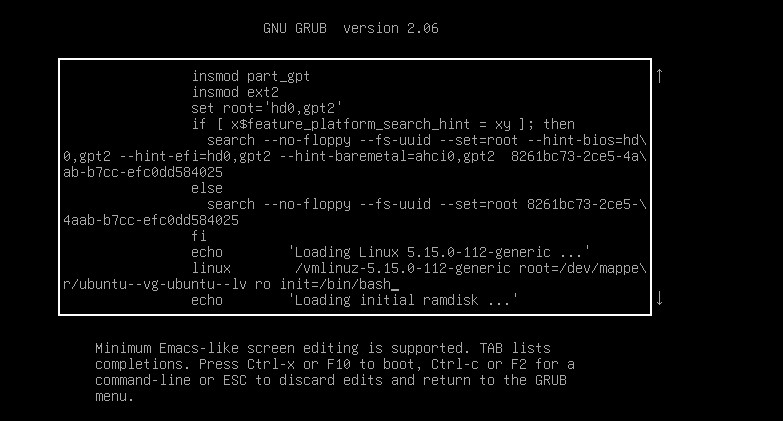 GNU GRUB  version 2.06
insmod part_gpt
insmod ext2
set root='hd0,gpt2'
if [ x$feature_platform_search_hint = xy ]; then
  search --no-floppy --fs-uuid --set=root --hint-bios=hd\
0,gpt2 --hint-efi=hd0,gpt2 --hint-baremetal=ahci0,gpt2  8261bc73-2ce5-4a\
ab-b7cc-efc0dd584025
else
  search --no-floppy --fs-uuid --set=root 8261bc73-2ce5-\
4aab-b7cc-efc0dd584025
fi
echo        'Loading Linux 5.15.0-112-generic ...'
linux        /vmlinuz-5.15.0-112-generic root=/dev/mappe\
r/ubuntu--vg-ubuntu--lv ro init=/bin/bash_
echo        'Loading initial ramdisk ...'
Minimum Emacs-like screen editing is supported. TAB lists
completions. Press Ctrl-x or F10 to boot, Ctrl-c or F2 for a
command-line or ESC to discard edits and return to the GRUB
menu.